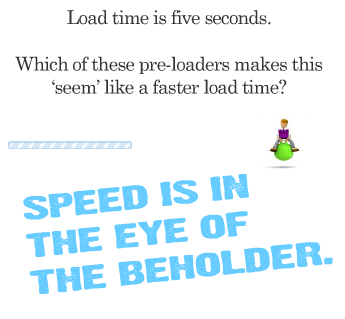 Load time is five seconds.
Which of these pre-loaders makes this
‘seem’ like a faster load time?
SPEED IS IN
THE EYE OF
THE BEHOLDER.